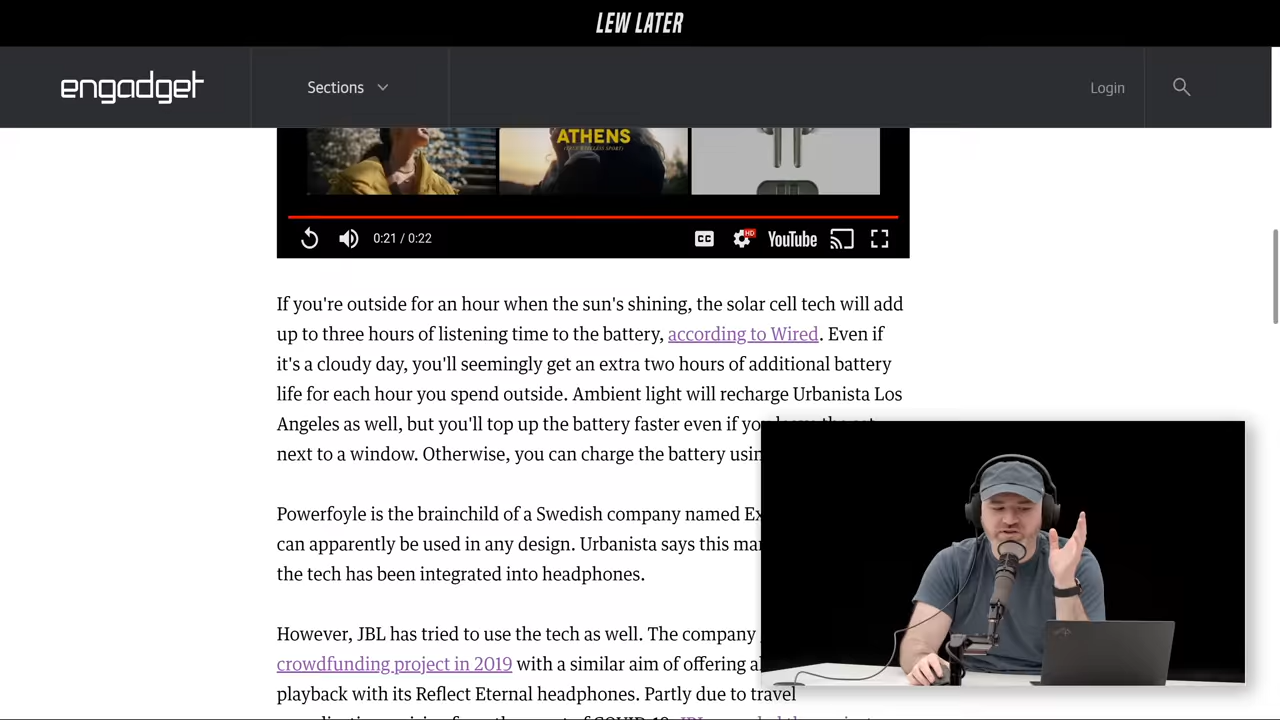 LEW LATER
engadget
Sections
Login
ATHENS
0:21 / 0:22
CC
HD
YouTube
If you're outside for an hour when the sun's shining, the solar cell tech will add
up to three hours of listening time to the battery, according to Wired. Even if
it's a cloudy day, you'll seemingly get an extra two hours of additional battery
life for each hour you spend outside. Ambient light will recharge Urbanista Los
Angeles as well, but you'll top up the battery faster even if you leave the set
next to a window. Otherwise, you can charge the battery
Powerfoyle is the brainchild of a Swedish company named
can apparently be used in any design. Urbanista says this
the tech has been integrated into headphones.
However, JBL has tried to use the tech as well. The company
crowdfunding project in 2019 with a similar aim of offering
playback with its Reflect Eternal headphones. Partly due to travel